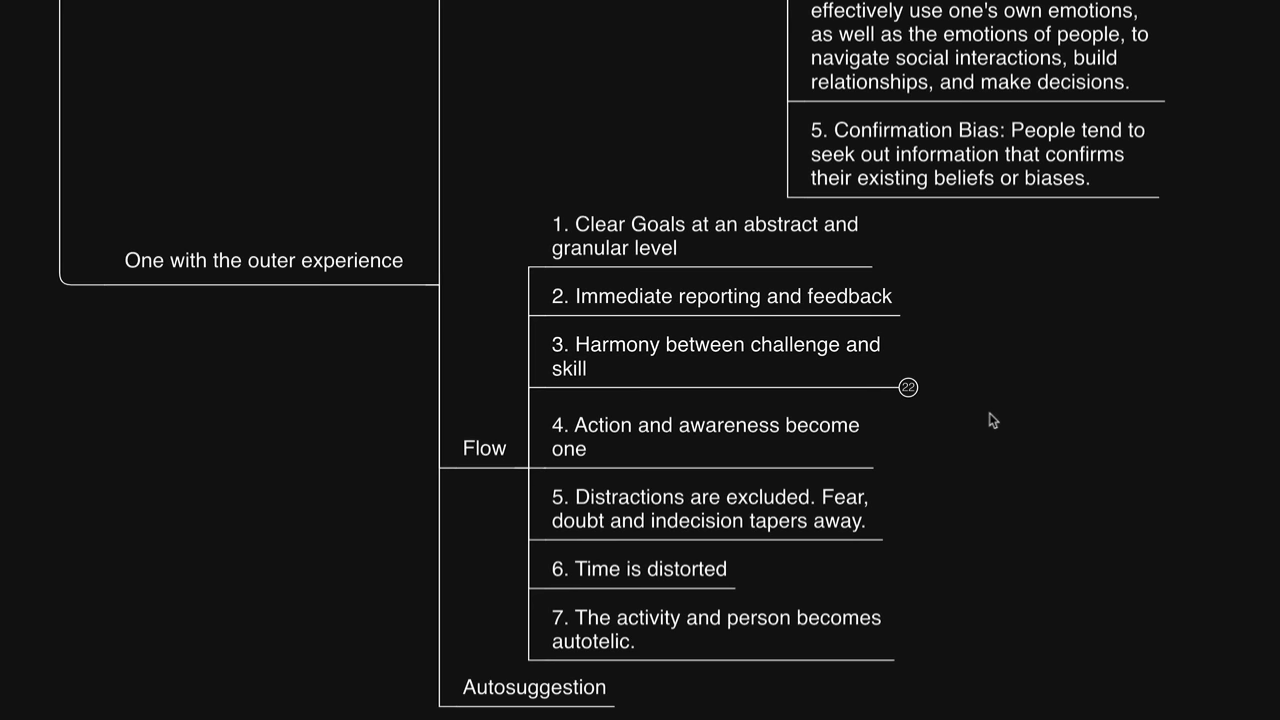 effectively use one's own emotions,
as well as the emotions of people, to
navigate social interactions, build
relationships, and make decisions.
5. Confirmation Bias: People tend to
seek out information that confirms
their existing beliefs or biases.
One with the outer experience
1. Clear Goals at an abstract and
granular level
2. Immediate reporting and feedback
3. Harmony between challenge and
skill
22
4. Action and awareness become
one
Flow
5. Distractions are excluded. Fear,
doubt and indecision tapers away.
6. Time is distorted
7. The activity and person becomes
autotelic.
Autosuggestion